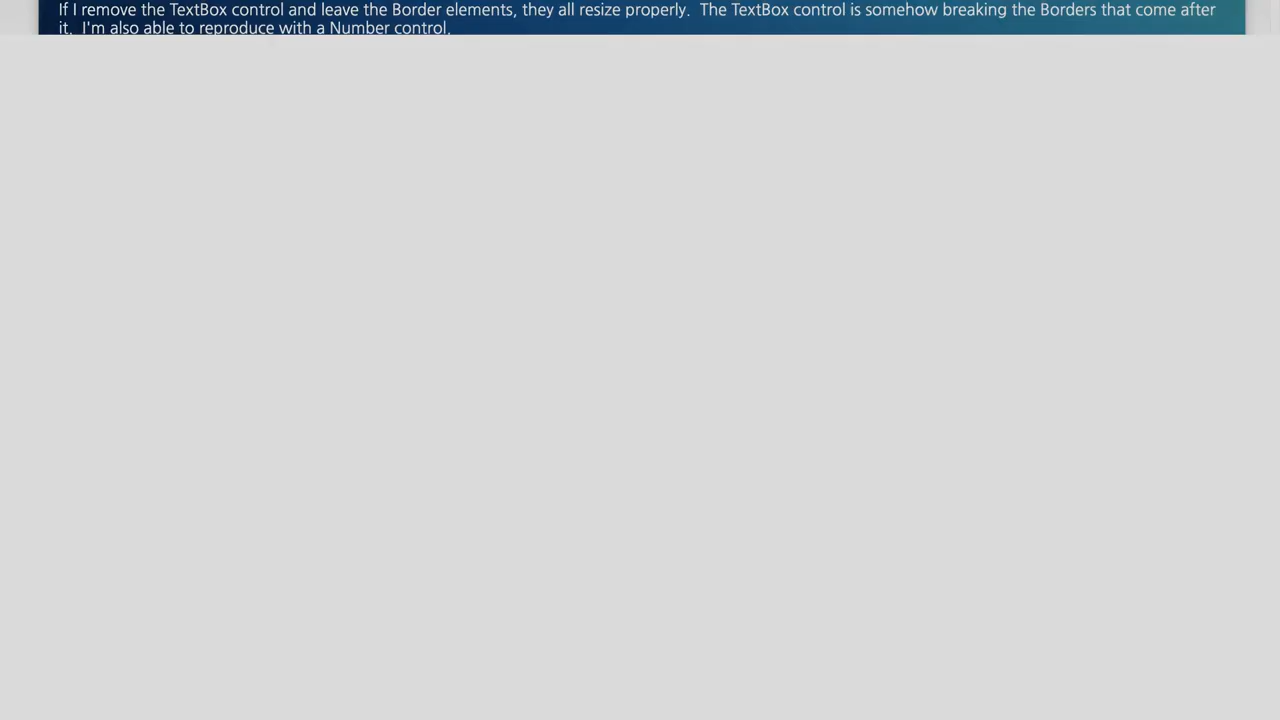 If I remove the TextBox control and leave the Border elements, they all resize properly.  The TextBox control is somehow breaking the Borders that come after
it.  I'm also able to reproduce with a Number control.